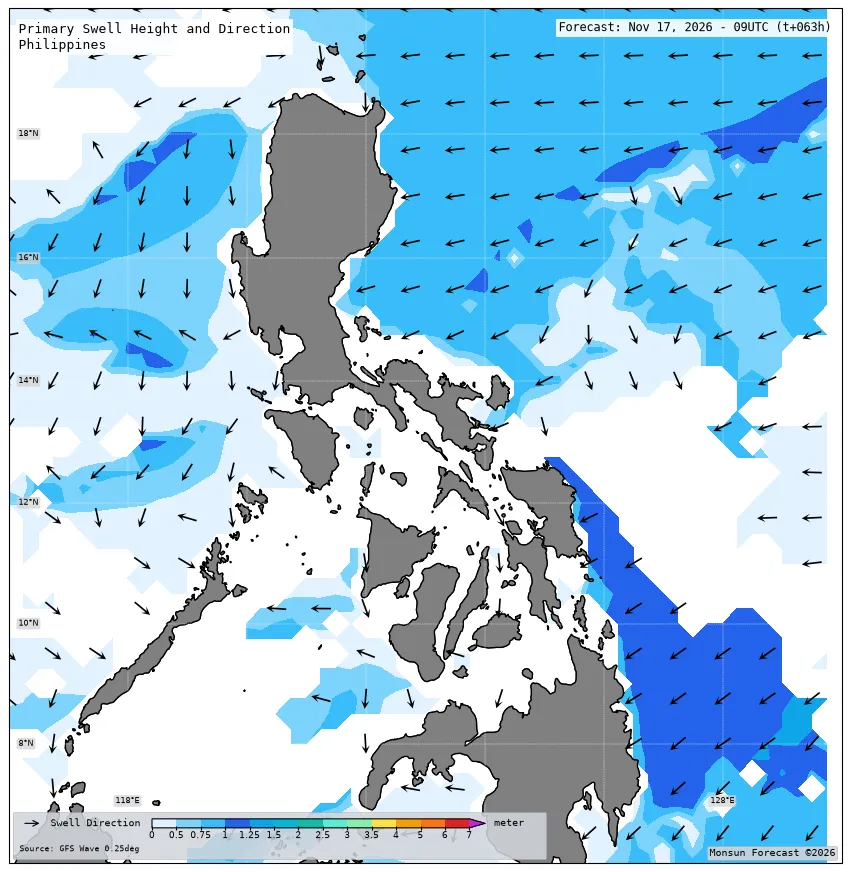 Primary Swell Height and Direction
Philippines
Forecast: Nov 17, 2026 - 09UTC (t+063h)
18°N
16°N
14°N
12°N
10°N
8°N
118°E
128°E
Swell Direction
0 0.5 0.75 1 1.25 1.5 2 2.5 3 3.5 4 5 6 7
meter
Source: GFS Wave 0.25deg
Monsun Forecast ©2026